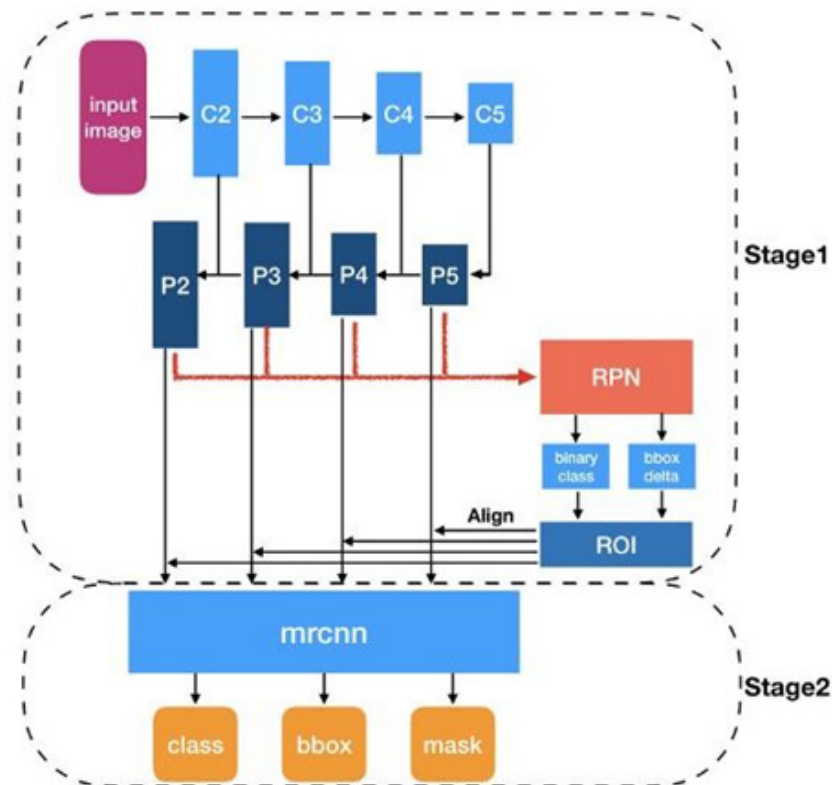 input
image
C2
C3
C4
C5
P2
P3
P4
P5
Stage1
RPN
binary
class
bbox
delta
Align
ROI
mrcnn
Stage2
class
bbox
mask